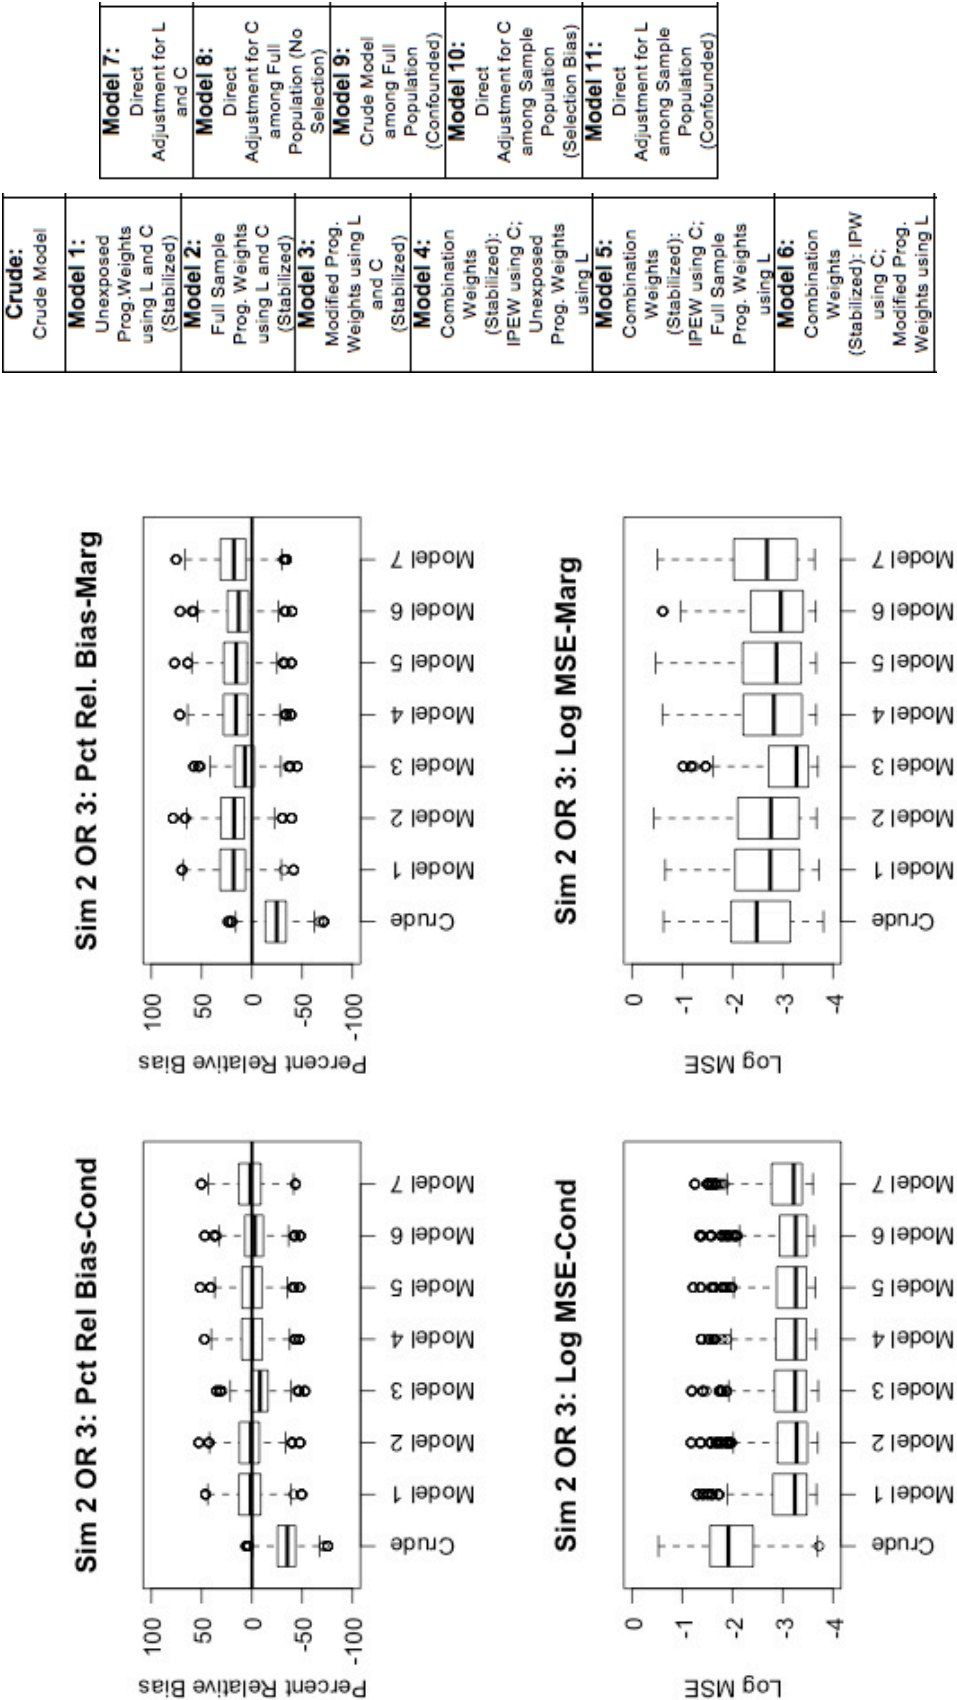 Sim 2 OR 3: Pct Rel Bias-Cond
Percent Relative Bias
100
50
0
-50
-100
Crude
Model 1
Model 2
Model 3
Model 4
Model 5
Model 6
Model 7
Sim 2 OR 3: Pct Rel. Bias-Marg
Percent Relative Bias
100
50
0
-50
-100
Crude
Model 1
Model 2
Model 3
Model 4
Model 5
Model 6
Model 7
Sim 2 OR 3: Log MSE-Cond
Log MSE
0
-1
-2
-3
-4
Crude
Model 1
Model 2
Model 3
Model 4
Model 5
Model 6
Model 7
Sim 2 OR 3: Log MSE-Marg
Log MSE
0
-1
-2
-3
-4
Crude
Model 1
Model 2
Model 3
Model 4
Model 5
Model 6
Model 7
Crude:
Crude Model
Model 1:
Unexposed
Prog.Weights
using L and C
(Stabilized)
Model 2:
Full Sample
Prog. Weights
using L and C
(Stabilized)
Model 3:
Modified Prog.
Weights using L
and C
(Stabilized)
Model 4:
Combination
Weights
(Stabilized):
IPEW using C;
Unexposed
Prog. Weights
using L
Model 5:
Combination
Weights
(Stabilized):
IPEW using C;
Full Sample
Prog. Weights
using L
Model 6:
Combination
Weights
(Stabilized): IPW
using C;
Modified Prog.
Weights using L
Model 7:
Direct
Adjustment for L
and C
Model 8:
Direct
Adjustment for C
among Full
Population (No
Selection)
Model 9:
Crude Model
among Full
Population
(Confounded)
Model 10:
Direct
Adjustment for C
among Sample
Population
(Selection Bias)
Model 11:
Direct
Adjustment for L
among Sample
Population
(Confounded)